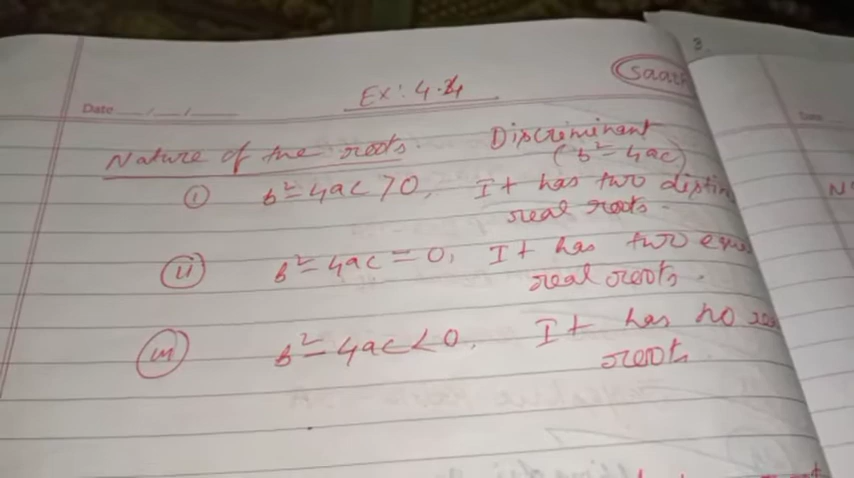 Saath
Ex: 4.4
Date
Nature of the roots. Discriminant
(b²-4ac)
(i) b²-4ac > 0, It has two distin
real roots.
(ii) b²-4ac = 0, It has two equa
real roots.
(iii) b²-4ac < 0, It has no rea
roots.